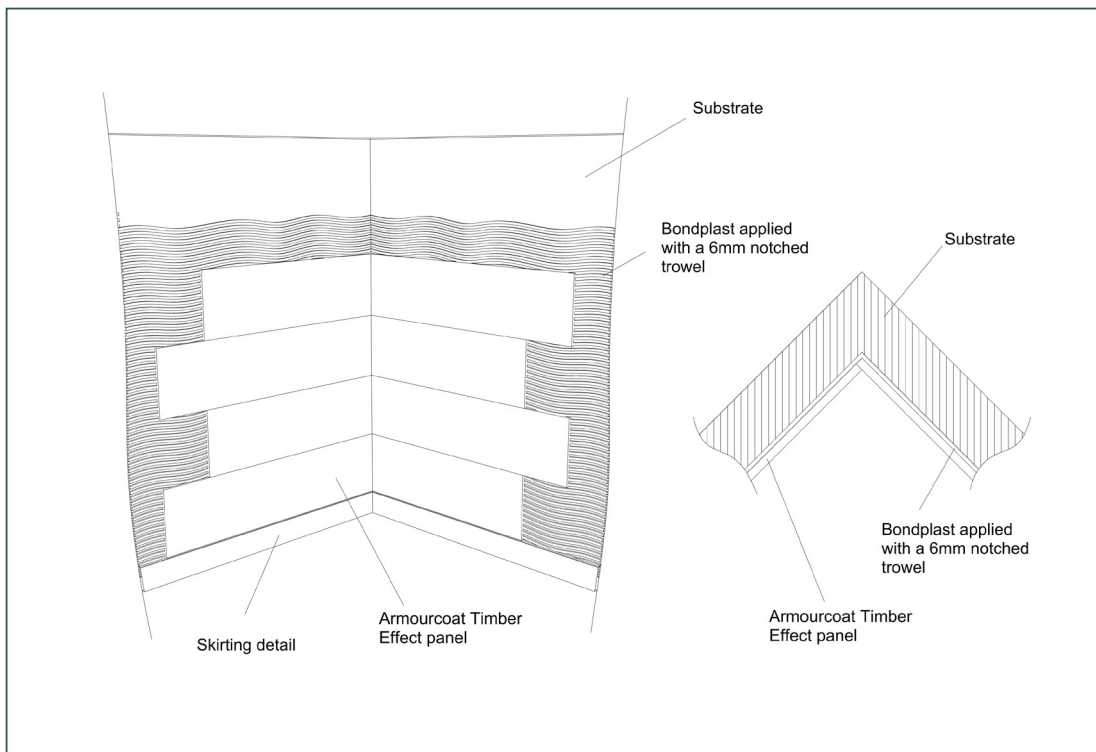 Substrate
Bondplast applied
with a 6mm notched
trowel
Armourcoat Timber
Effect panel
Skirting detail
Substrate
Bondplast applied
with a 6mm notched
trowel
Armourcoat Timber
Effect panel